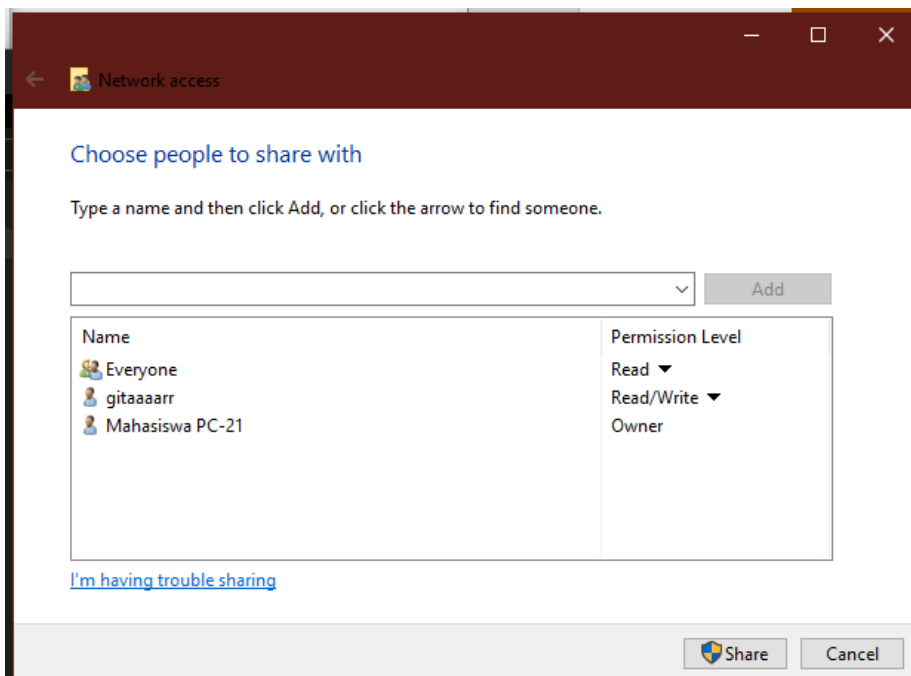 Network access
Choose people to share with
Type a name and then click Add, or click the arrow to find someone.
Add
Name Permission Level
Everyone Read
gitaaaarr Read/Write
Mahasiswa PC-21 Owner
I'm having trouble sharing
Share Cancel